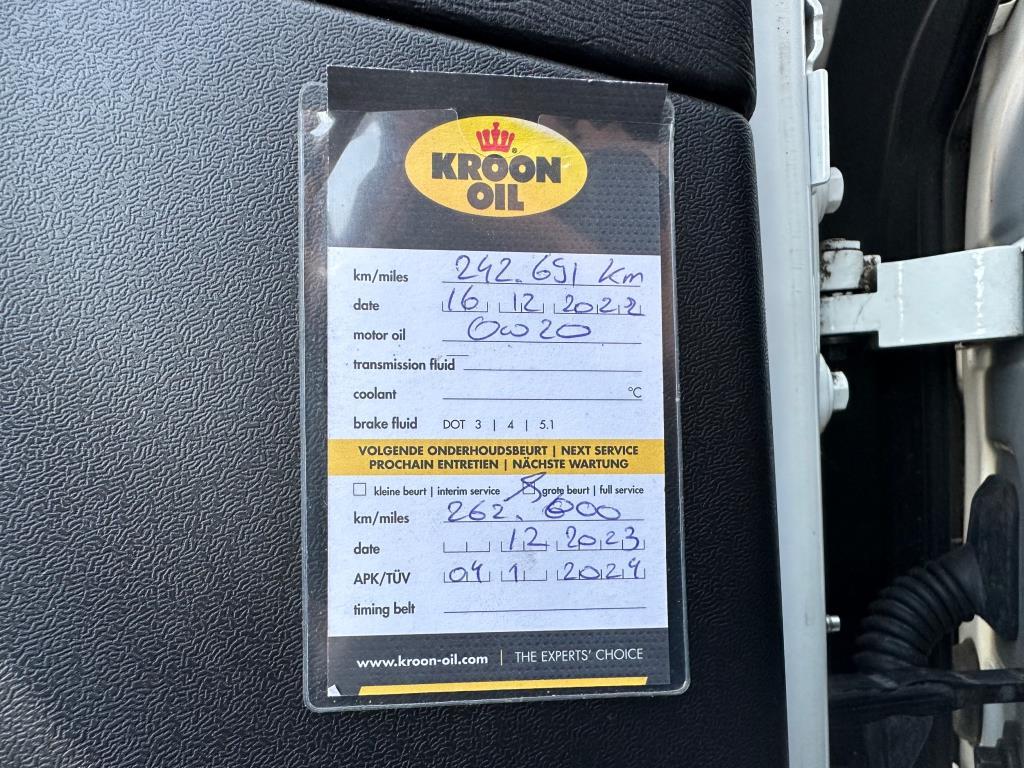 KROON
OIL
km/miles 242.651 km
date 16 12 2022
motor oil 0w20
transmission fluid
coolant °C
brake fluid DOT 3 | 4 | 5.1
VOLGENDE ONDERHOUDSBEURT | NEXT SERVICE
PROCHAIN ENTRETIEN | NÄCHSTE WARTUNG
kleine beurt | interim service grote beurt | full service
km/miles 262.600
date 12 2023
APK/TÜV 04 1 2024
timing belt
www.kroon-oil.com | THE EXPERTS' CHOICE